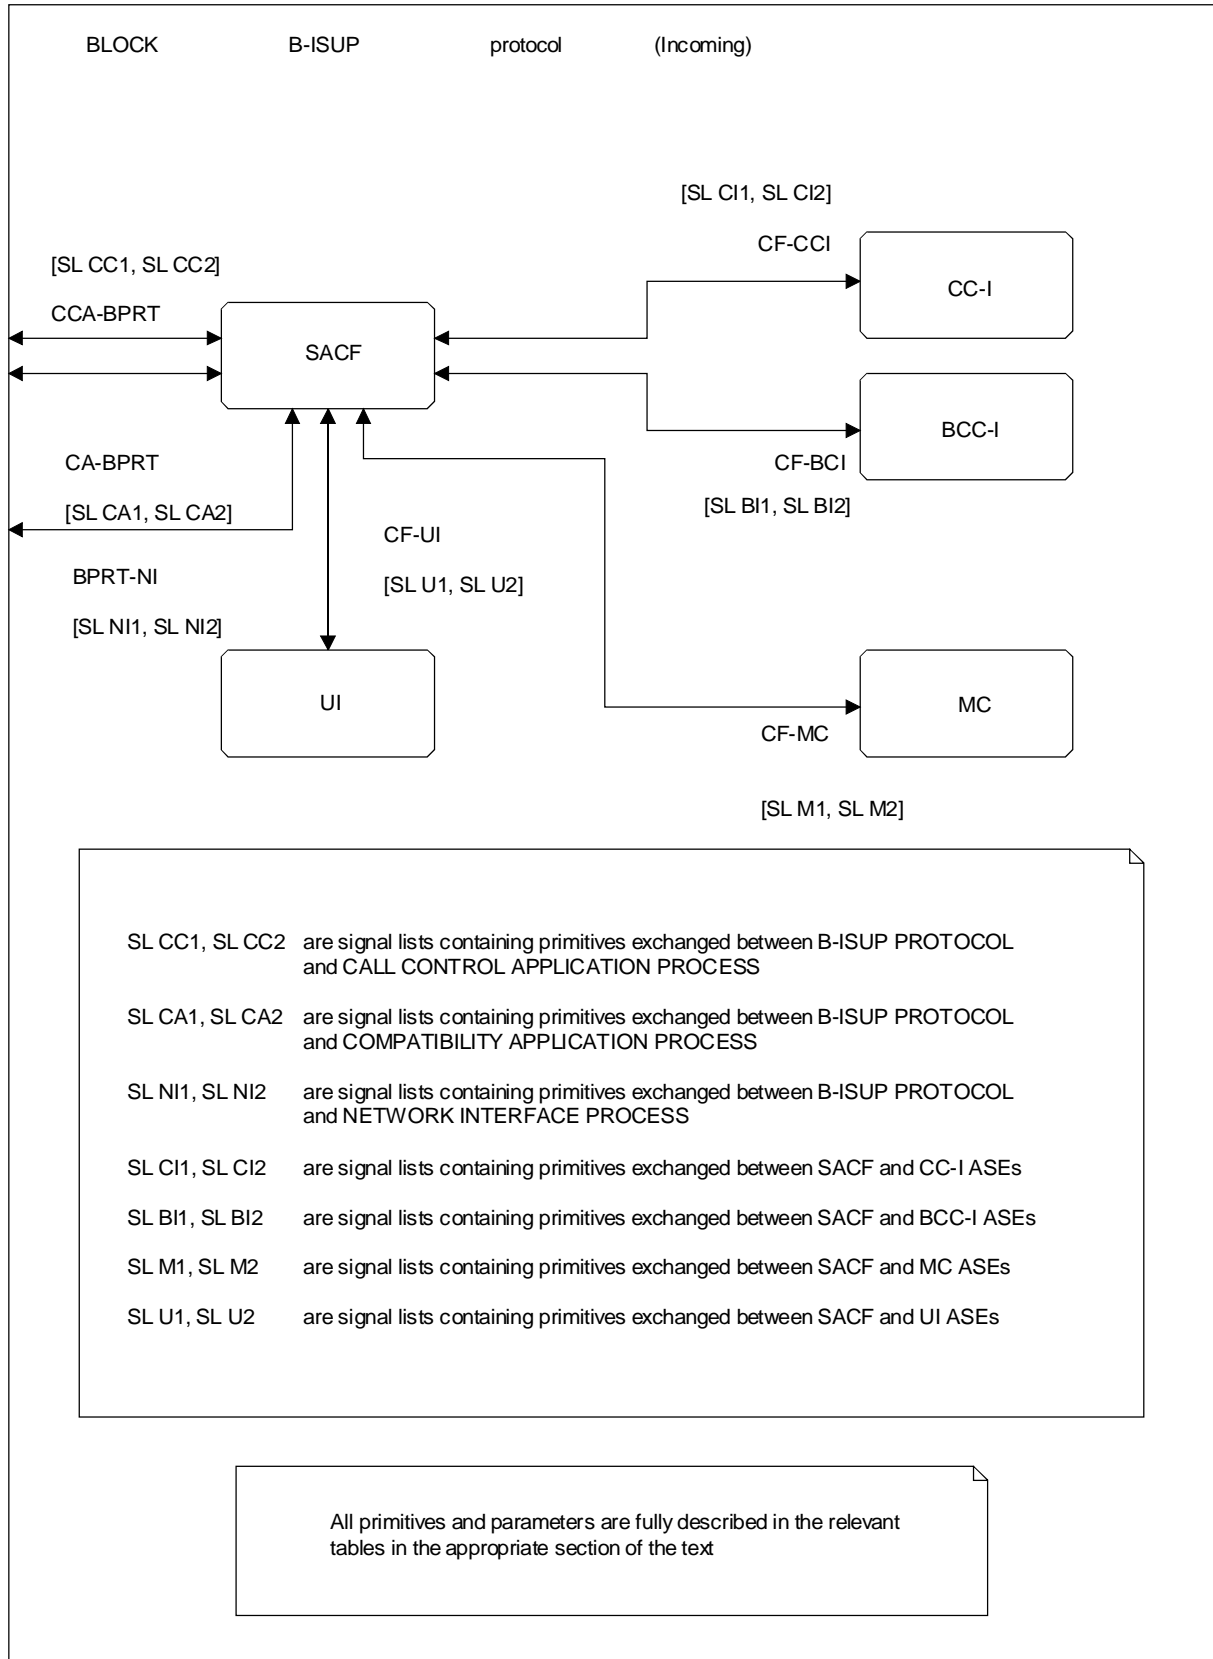 BLOCK B-ISUP protocol (Incoming)
[SL CI1, SL CI2]
CF-CCI
CC-I
[SL CC1, SL CC2]
CCA-BPRT
SACF
BCC-I
CF-BCI
[SL BI1, SL BI2]
CA-BPRT
[SL CA1, SL CA2]
CF-UI
[SL U1, SL U2]
BPRT-NI
[SL NI1, SL NI2]
UI
MC
CF-MC
[SL M1, SL M2]
SL CC1, SL CC2 are signal lists containing primitives exchanged between B-ISUP PROTOCOL
and CALL CONTROL APPLICATION PROCESS
SL CA1, SL CA2 are signal lists containing primitives exchanged between B-ISUP PROTOCOL
and COMPATIBILITY APPLICATION PROCESS
SL NI1, SL NI2 are signal lists containing primitives exchanged between B-ISUP PROTOCOL
and NETWORK INTERFACE PROCESS
SL CI1, SL CI2 are signal lists containing primitives exchanged between SACF and CC-I ASEs
SL BI1, SL BI2 are signal lists containing primitives exchanged between SACF and BCC-I ASEs
SL M1, SL M2 are signal lists containing primitives exchanged between SACF and MC ASEs
SL U1, SL U2 are signal lists containing primitives exchanged between SACF and UI ASEs
All primitives and parameters are fully described in the relevant
tables in the appropriate section of the text